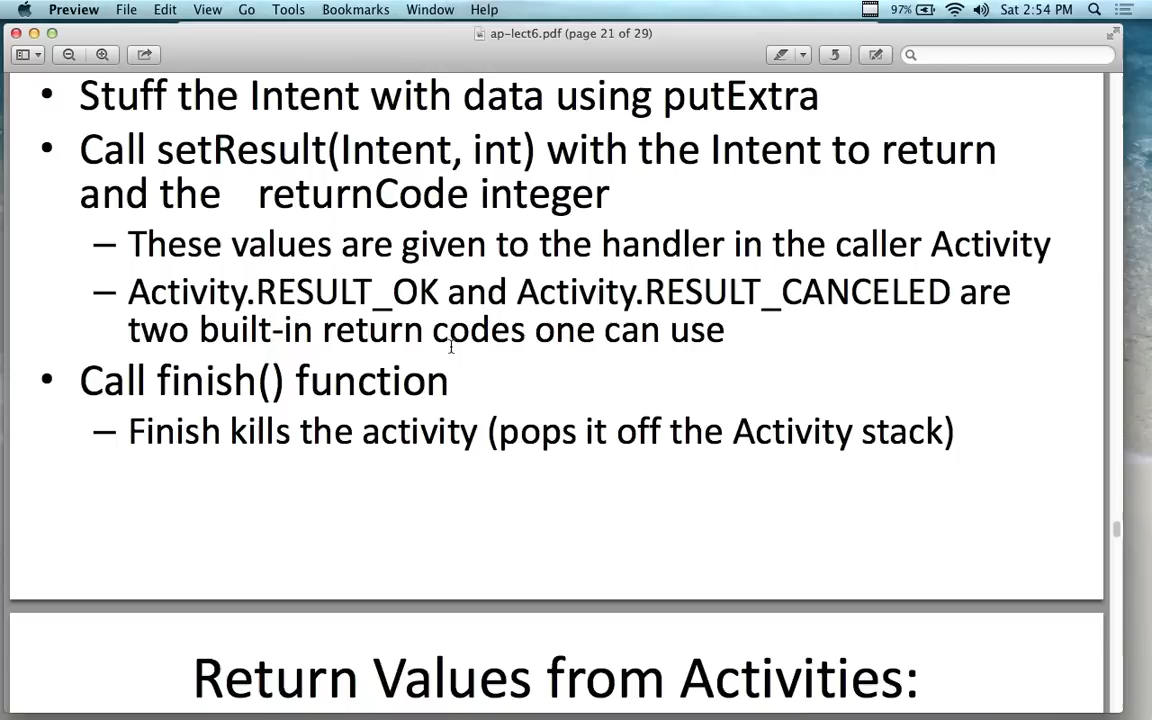 Preview File Edit View Go Tools Bookmarks Window Help 97% Sat 2:54 PM
ap-lect6.pdf (page 21 of 29)
• Stuff the Intent with data using putExtra
• Call setResult(Intent, int) with the Intent to return
and the returnCode integer
– These values are given to the handler in the caller Activity
– Activity.RESULT_OK and Activity.RESULT_CANCELED are
two built-in return codes one can use
• Call finish() function
– Finish kills the activity (pops it off the Activity stack)
Return Values from Activities: